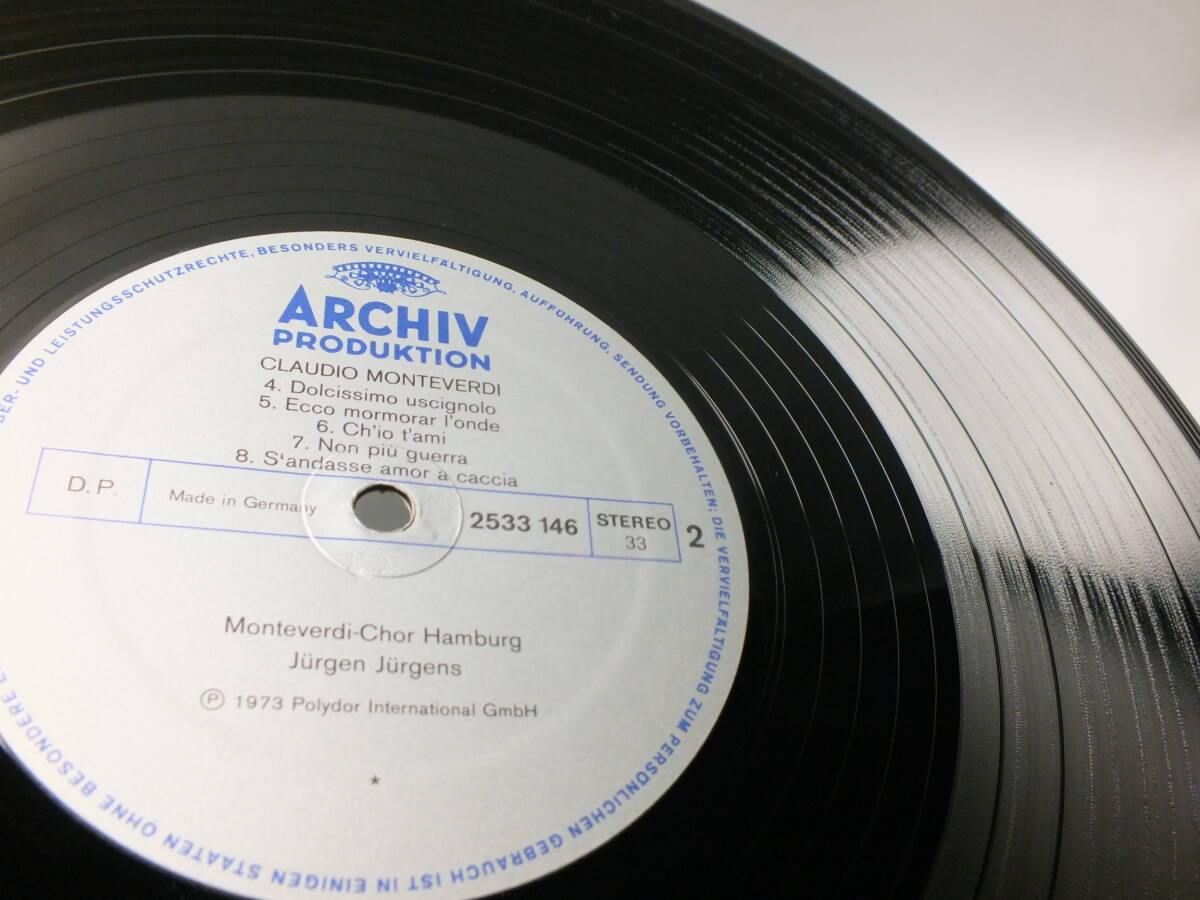 ARCHIV
PRODUKTION
CLAUDIO MONTEVERDI
4. Dolcissimo uscignolo
5. Ecco mormorar l'onde
6. Ch'io t'ami
7. Non più guerra
8. S'andasse amor a caccia
D.P.
Made in Germany
2533 146
STEREO
33
2
Monteverdi-Chor Hamburg
Jürgen Jürgens
Ⓟ 1973 Polydor International GmbH
*
UND LEISTUNGSSCHUTZRECHTE, BESONDERS VERVIELFÄLTIGUNG, AUFFÜHRUNG, SENDUNG VORBEHALTEN; DIE VERVIELFÄLTIGUNG ZUM PERSÖNLICHEN GEBRAUCH IST IN EINIGEN STAATEN OHNE BESONDERE